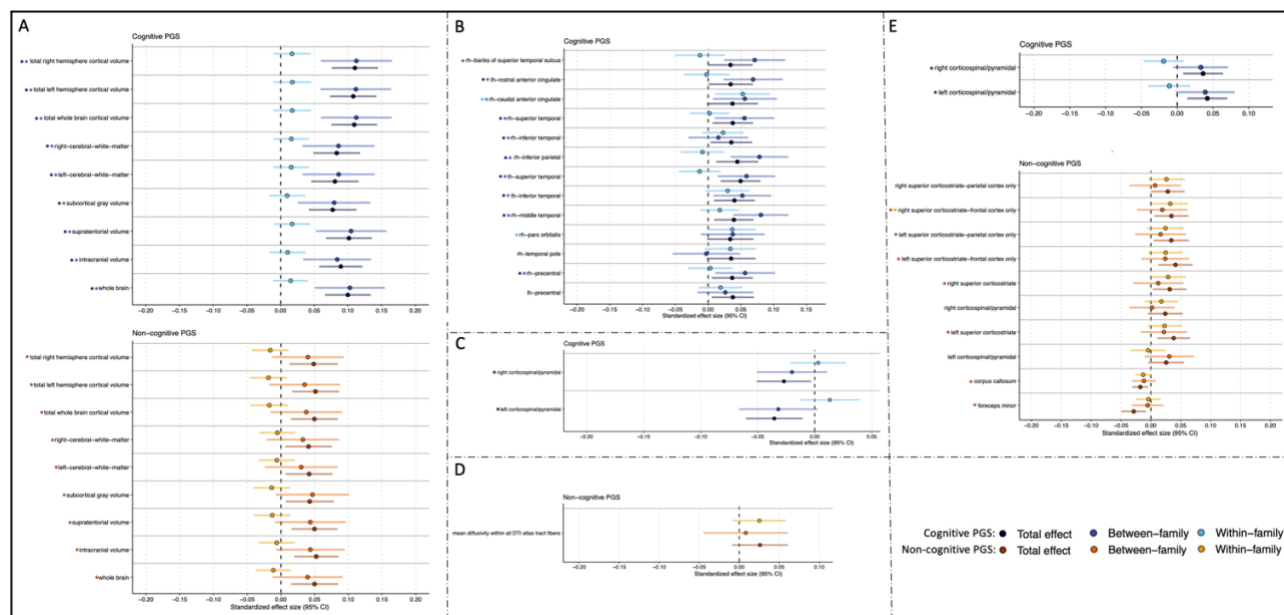 A
Cognitive PGS
total right hemisphere cortical volume
total left hemisphere cortical volume
total whole brain cortical volume
right-cerebral-white-matter
left-cerebral-white-matter
subcortical gray volume
supratentorial volume
intracranial volume
whole brain
-0.20 -0.15 -0.10 -0.05 0.00 0.05 0.10 0.15 0.20
Non-cognitive PGS
total right hemisphere cortical volume
total left hemisphere cortical volume
total whole brain cortical volume
right-cerebral-white-matter
left-cerebral-white-matter
subcortical gray volume
supratentorial volume
intracranial volume
whole brain
-0.20 -0.15 -0.10 -0.05 0.00 0.05 0.10 0.15 0.20
Standardized effect size (95% CI)
B
Cognitive PGS
rh-banks of superior temporal sulcus
lh-rostral anterior cingulate
rh-caudal anterior cingulate
rh-superior temporal
rh-inferior temporal
rh-inferior parietal
lh-superior temporal
lh-inferior temporal
rh-middle temporal
rh-pars orbitalis
rh-temporal pole
rh-precentral
lh-precentral
-0.20 -0.15 -0.10 -0.05 0.00 0.05 0.10 0.15
Standardized effect size (95% CI)
C
Cognitive PGS
right corticospinal/pyramidal
left corticospinal/pyramidal
-0.20 -0.15 -0.10 -0.05 0.00 0.05
Standardized effect size (95% CI)
D
Non-cognitive PGS
mean diffusivity within all DTI atlas tract fibers
-0.20 -0.15 -0.10 -0.05 0.00 0.05 0.10
Standardized effect size (95% CI)
E
Cognitive PGS
right corticospinal/pyramidal
left corticospinal/pyramidal
-0.20 -0.15 -0.10 -0.05 0.00 0.05 0.10
Non-cognitive PGS
right superior corticostriate-parietal cortex only
right superior corticostriate-frontal cortex only
left superior corticostriate-parietal cortex only
left superior corticostriate-frontal cortex only
right superior corticostriate
right corticospinal/pyramidal
left superior corticostriate
left corticospinal/pyramidal
corpus callosum
forceps minor
-0.20 -0.15 -0.10 -0.05 0.00 0.05 0.10
Standardized effect size (95% CI)
Cognitive PGS: Total effect Between-family Within-family
Non-cognitive PGS: Total effect Between-family Within-family